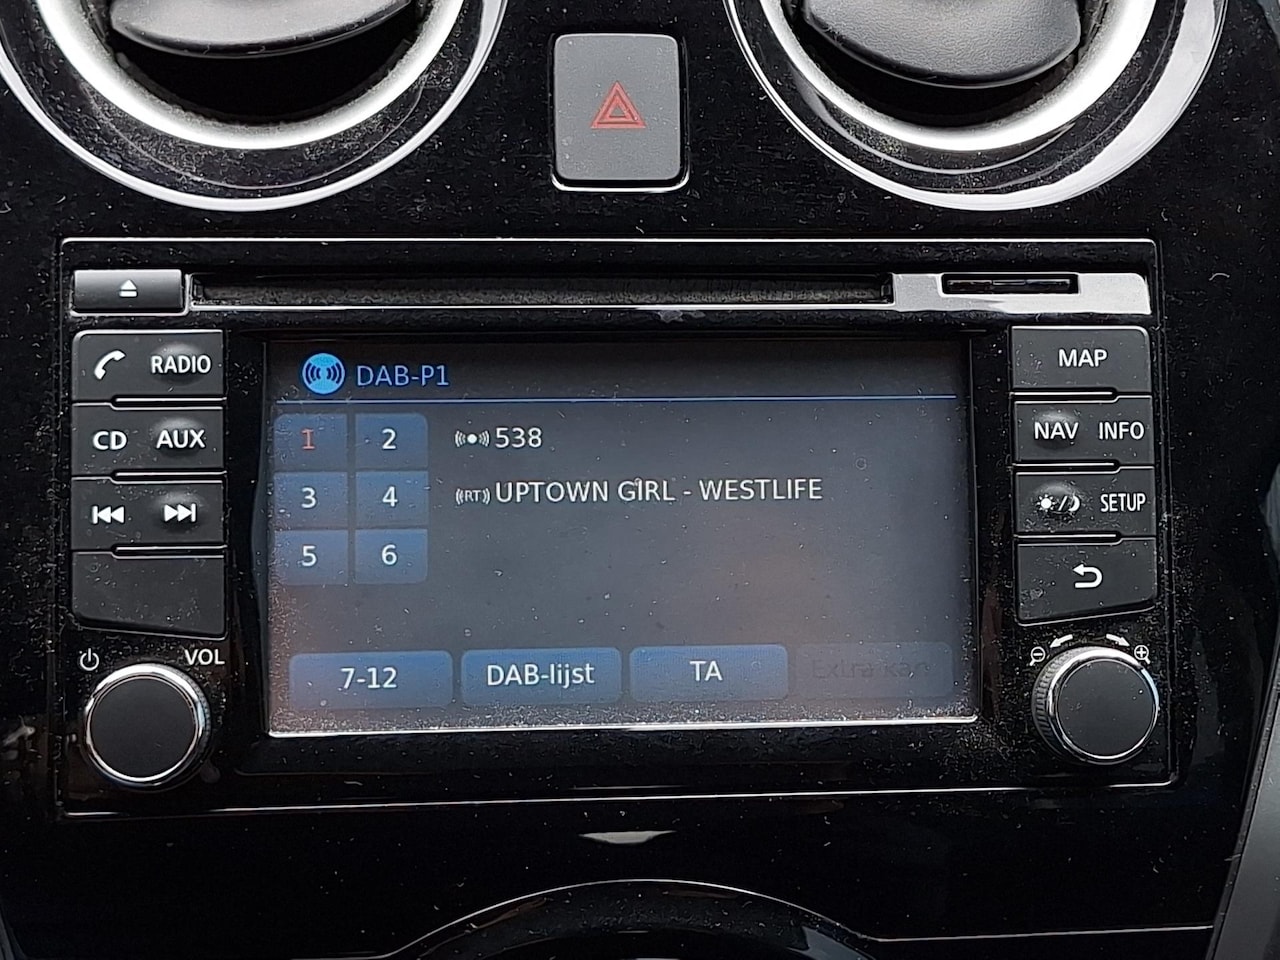 DAB-P1
RADIO
MAP
1 2
538
CD AUX
NAV INFO
3 4
UPTOWN GIRL - WESTLIFE
RT
SETUP
5 6
VOL
7-12
DAB-lijst
TA
Extra